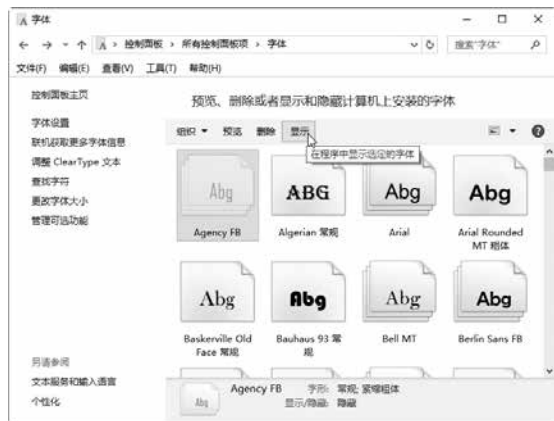 字体
控制面板 › 所有控制面板项 › 字体
搜索"字体"
文件(F) 编辑(E) 查看(V) 工具(T) 帮助(H)
控制面板主页
字体设置
联机获取更多字体信息
调整 ClearType 文本
查找字符
更改字体大小
管理可选功能
预览、删除或者显示和隐藏计算机上安装的字体
组织 预览 删除 显示
在程序中显示选定的字体
Abg ABG Abg Abg
Agency FB Algerian 常规 Arial Arial Rounded
MT 粗体
Abg Abg Abg Abg
Baskerville Old Bauhaus 93 常 Bell MT Berlin Sans FB
Face 常规 规
另请参阅
文本服务和输入语言
个性化
Abg
Agency FB 字形: 常规; 紧缩粗体
显示/隐藏: 隐藏